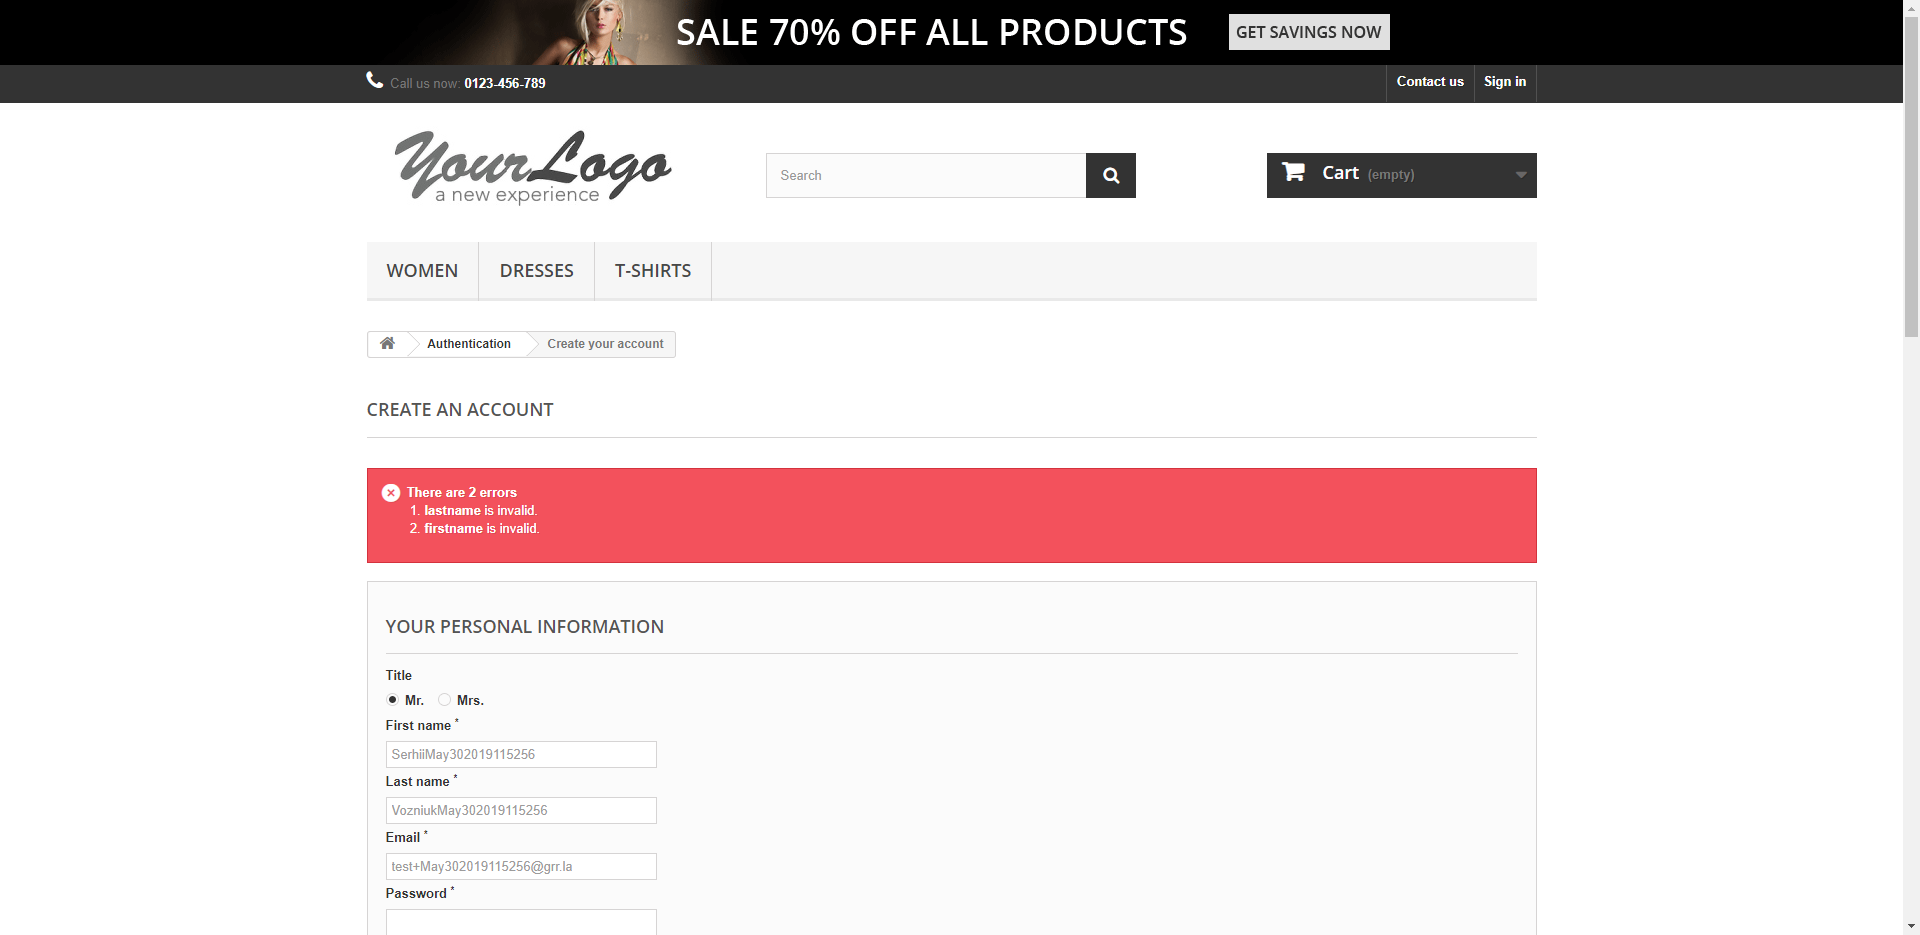 SALE 70% OFF ALL PRODUCTS GET SAVINGS NOW
Call us now: 0123-456-789 Contact us Sign in
YourLogo
a new experience
Search
Cart (empty)
WOMEN DRESSES T-SHIRTS
Authentication Create your account
CREATE AN ACCOUNT
There are 2 errors
1. lastname is invalid.
2. firstname is invalid.
YOUR PERSONAL INFORMATION
Title
Mr. Mrs.
First name *
SerhiiMay302019115256
Last name *
VozniukMay302019115256
Email *
test+May302019115256@grr.la
Password *